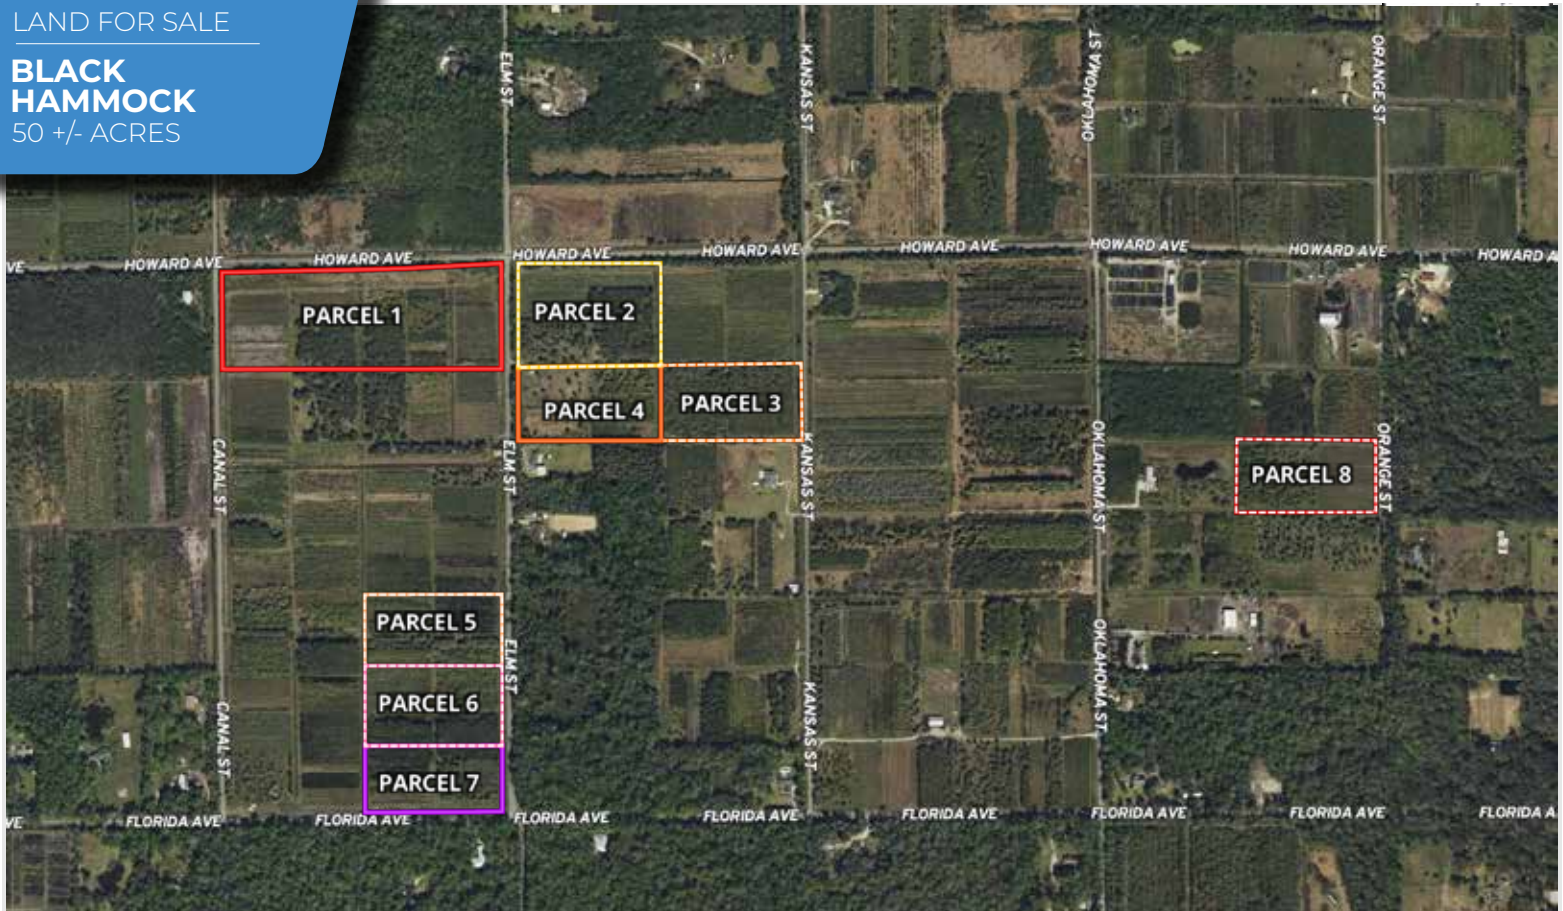 LAND FOR SALE
BLACK
HAMMOCK
50 +/- ACRES
ELM ST
KANSAS ST
OKLAHOMA ST
ORANGE ST
VE
HOWARD AVE
HOWARD AVE
HOWARD AVE
HOWARD AVE
HOWARD AVE
HOWARD AVE
HOWARD AVE
HOWARD A
PARCEL 1
PARCEL 2
PARCEL 4
PARCEL 3
CANAL ST
ELM ST
KANSAS ST
OKLAHOMA ST
PARCEL 8
ORANGE ST
PARCEL 5
PARCEL 6
PARCEL 7
CANAL ST
ELM ST
KANSAS ST
OKLAHOMA ST
VE
FLORIDA AVE
FLORIDA AVE
FLORIDA AVE
FLORIDA AVE
FLORIDA AVE
FLORIDA AVE
FLORIDA AVE
FLORIDA A